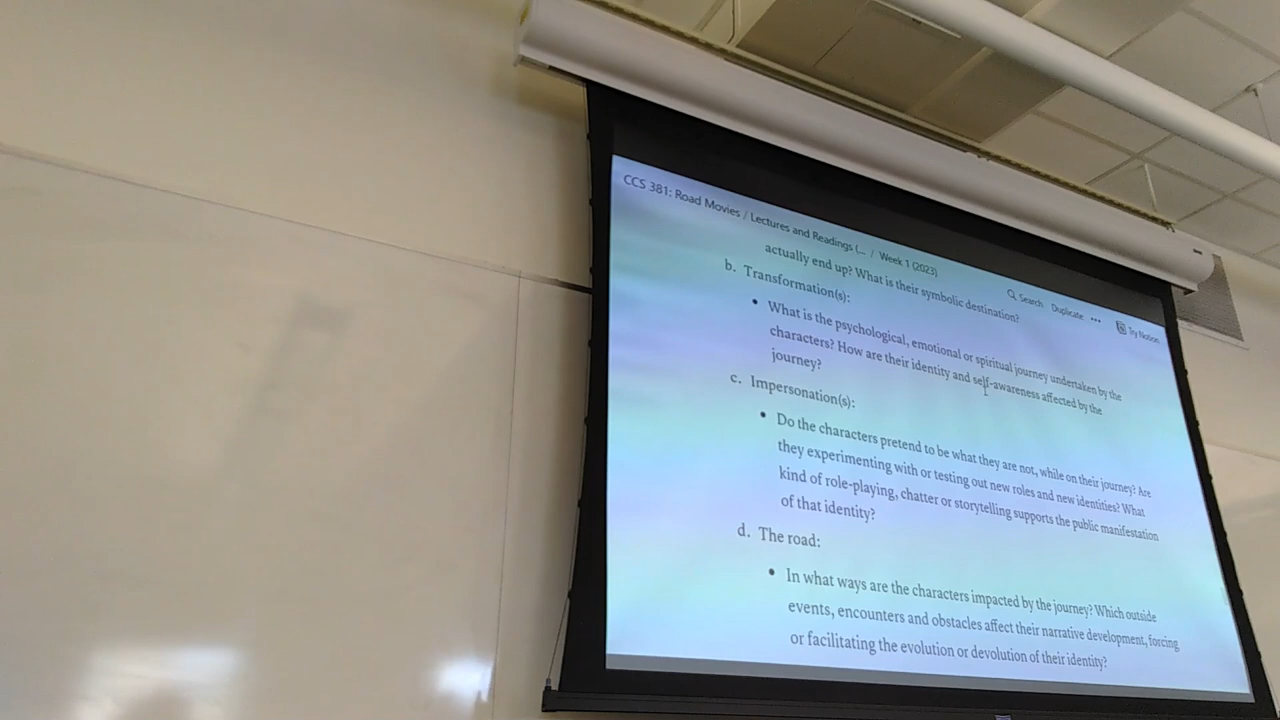 CCS 381: Road Movies / Lectures and Readings (... / Week 1 (2023)
Search Duplicate ••• Try Notion
actually end up? What is their symbolic destination?
b. Transformation(s):
• What is the psychological, emotional or spiritual journey undertaken by the
characters? How are their identity and self-awareness affected by the
journey?
c. Impersonation(s):
• Do the characters pretend to be what they are not, while on their journey? Are
they experimenting with or testing out new roles and new identities? What
kind of role-playing, chatter or storytelling supports the public manifestation
of that identity?
d. The road:
• In what ways are the characters impacted by the journey? Which outside
events, encounters and obstacles affect their narrative development, forcing
or facilitating the evolution or devolution of their identity?